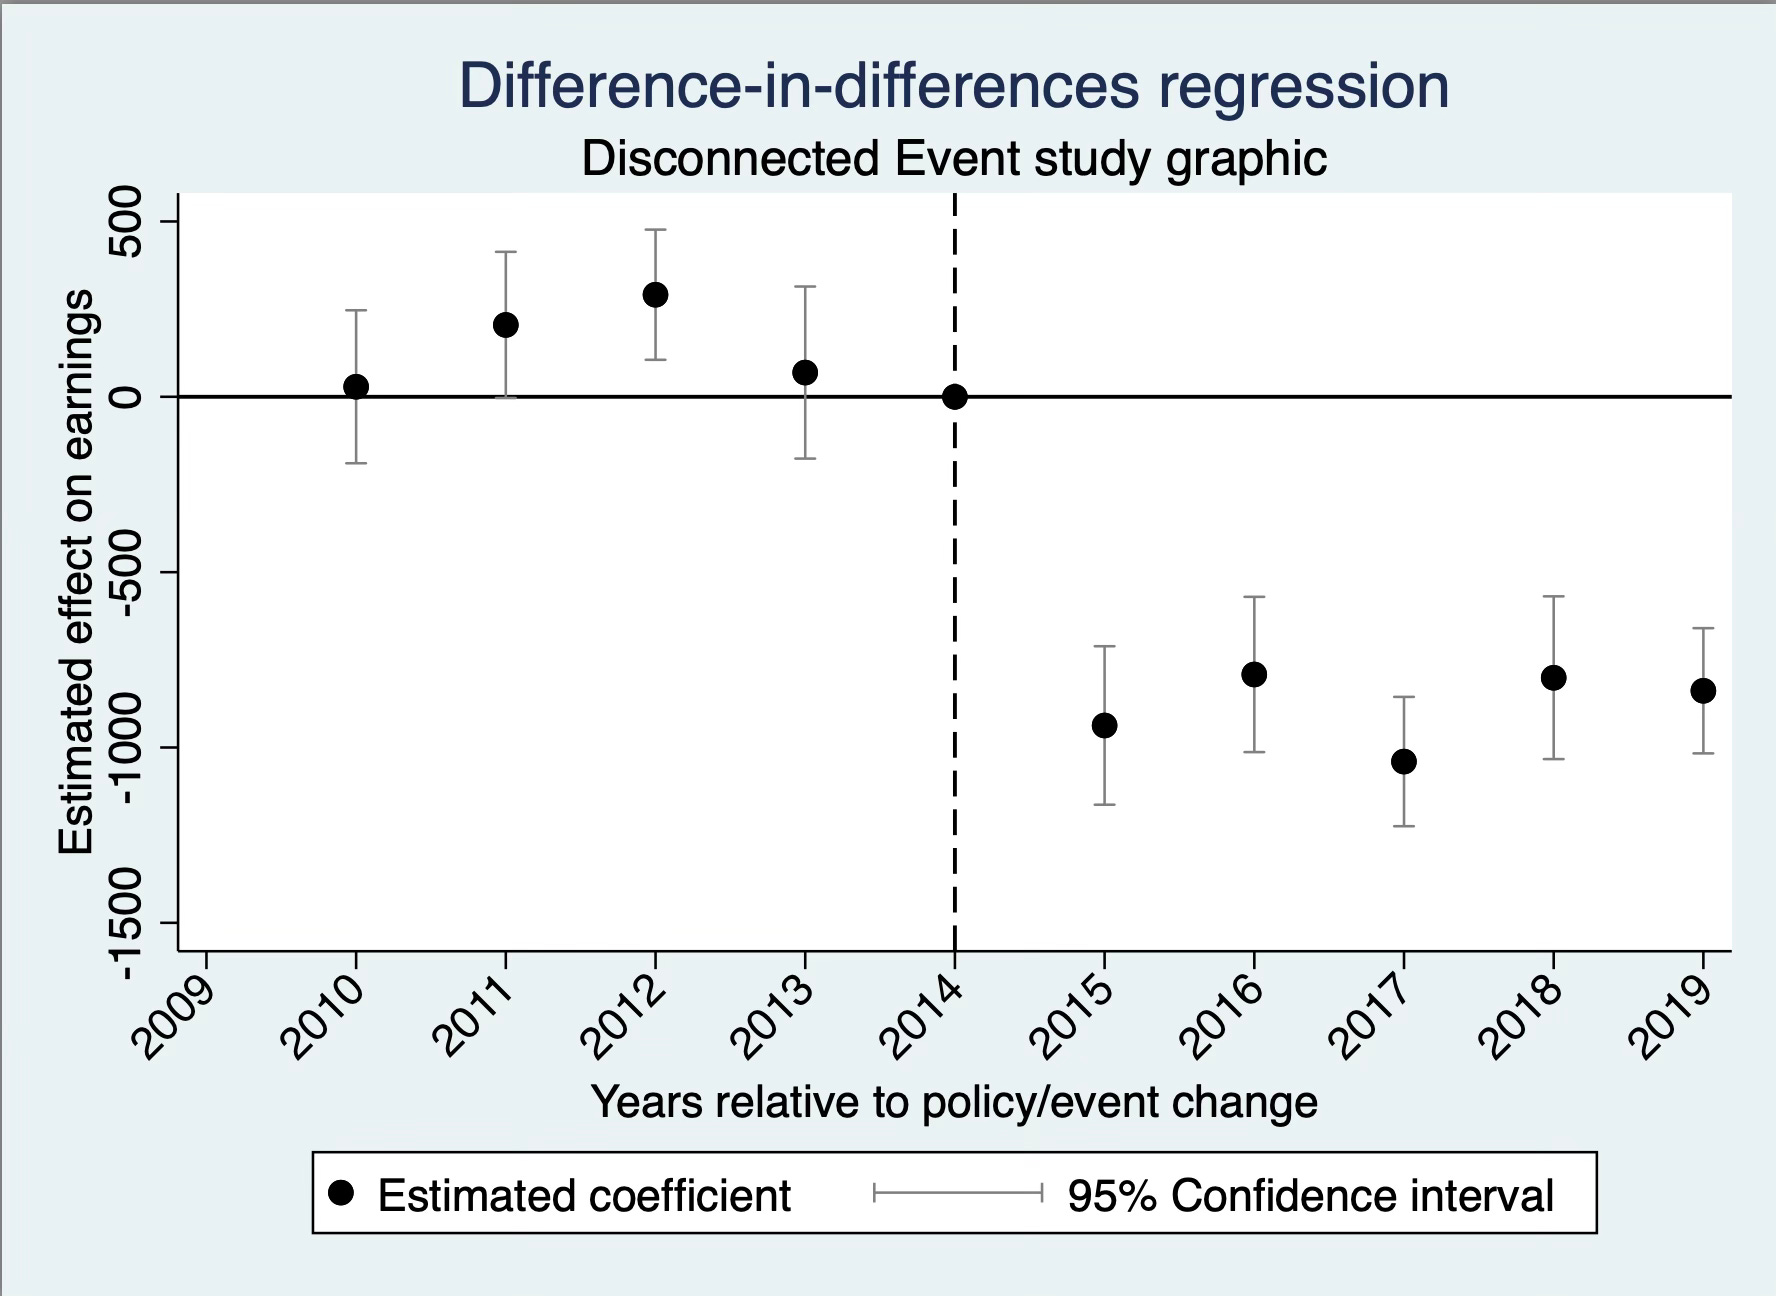 Difference-in-differences regression
Disconnected Event study graphic
Estimated effect on earnings
500
0
-500
-1000
-1500
2009 2010 2011 2012 2013 2014 2015 2016 2017 2018 2019
Years relative to policy/event change
Estimated coefficient 95% Confidence interval